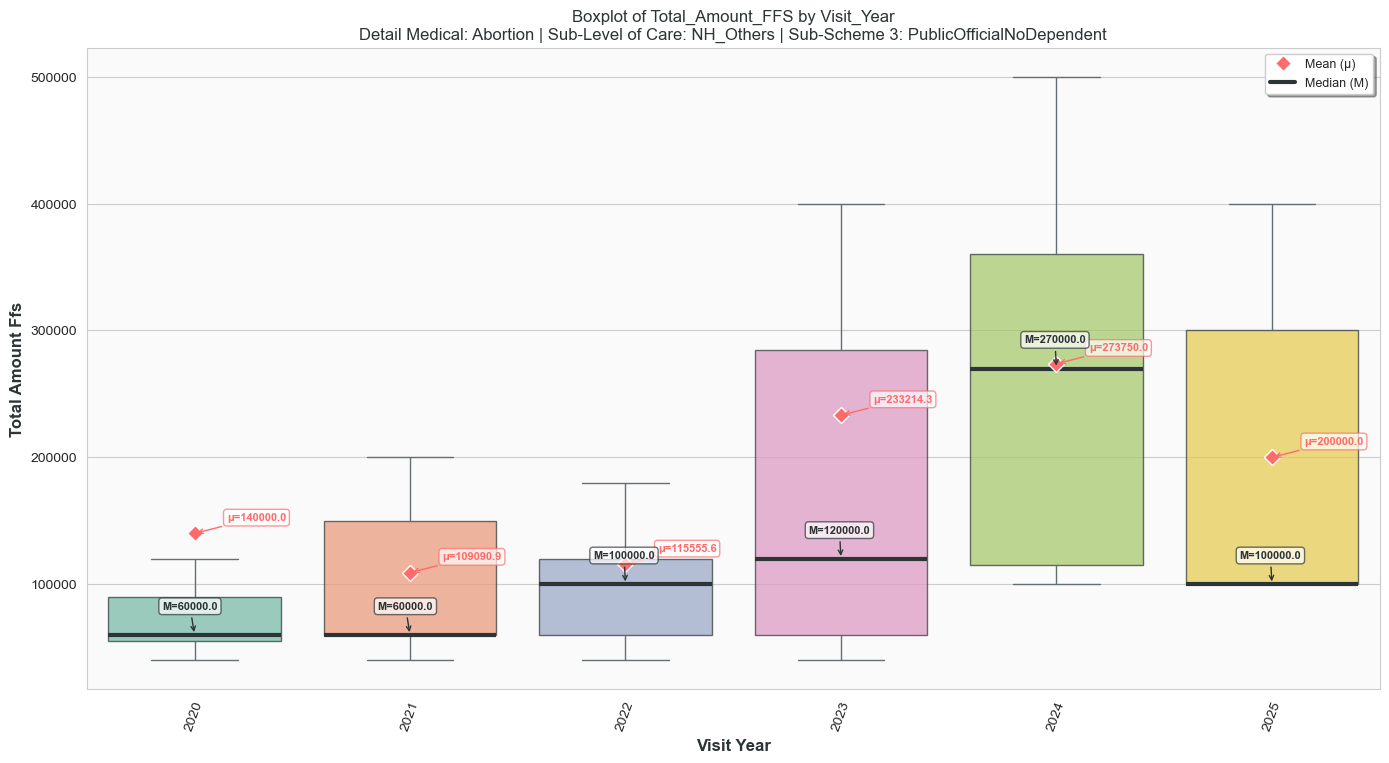 Boxplot of Total_Amount_FFS by Visit_Year
Detail Medical: Abortion | Sub-Level of Care: NH_Others | Sub-Scheme 3: PublicOfficialNoDependent
Mean (μ)
Median (M)
Total Amount Ffs
500000
400000
300000
200000
100000
μ=140000.0
M=60000.0
μ=109090.9
M=60000.0
μ=115555.6
M=100000.0
μ=233214.3
M=120000.0
M=270000.0
μ=273750.0
μ=200000.0
M=100000.0
2020
2021
2022
2023
2024
2025
Visit Year